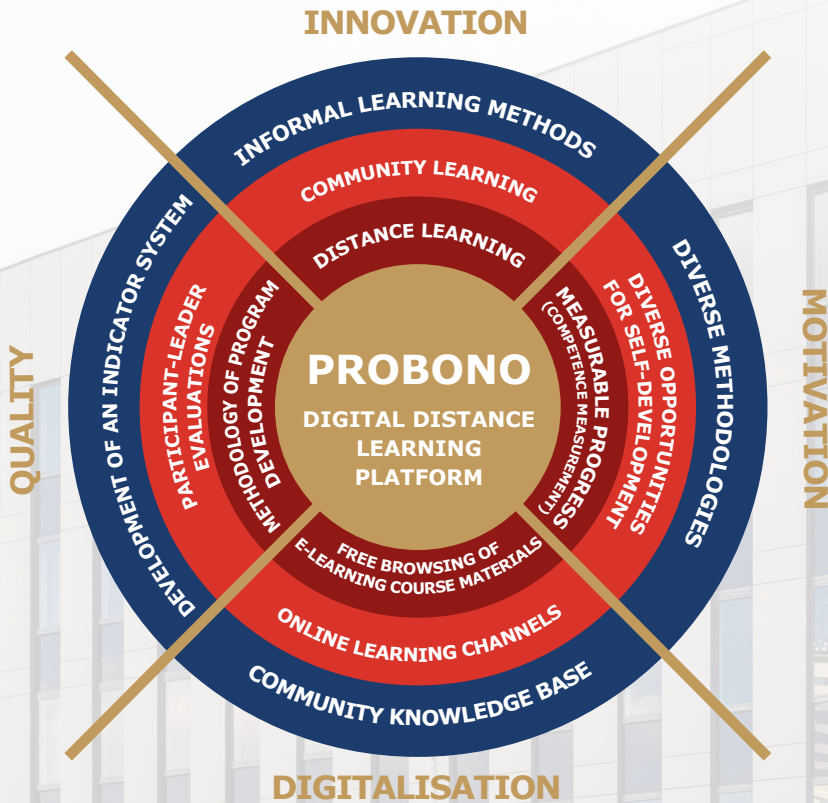 INNOVATION
INFORMAL LEARNING METHODS
COMMUNITY LEARNING
DISTANCE LEARNING
QUALITY
DEVELOPMENT OF AN INDICATOR SYSTEM
PARTICIPANT-LEADER
EVALUATIONS
METHODOLOGY OF PROGRAM
DEVELOPMENT
PROBONO
DIGITAL DISTANCE
LEARNING
PLATFORM
MEASURABLE PROGRESS
(COMPETENCE MEASUREMENT)
DIVERSE OPPORTUNITIES
FOR SELF-DEVELOPMENT
DIVERSE METHODOLOGIES
MOTIVATION
FREE BROWSING OF
E-LEARNING COURSE MATERIALS
ONLINE LEARNING CHANNELS
COMMUNITY KNOWLEDGE BASE
DIGITALISATION